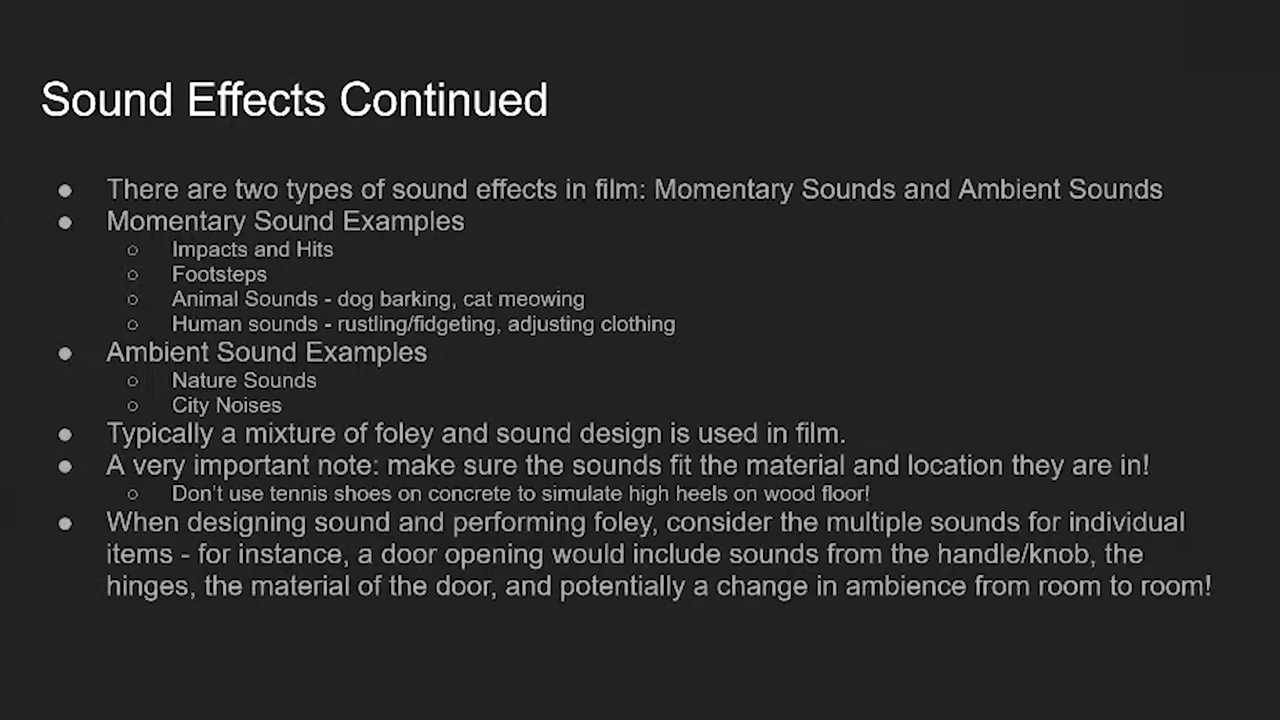 Sound Effects Continued
● There are two types of sound effects in film: Momentary Sounds and Ambient Sounds
● Momentary Sound Examples
○ Impacts and Hits
○ Footsteps
○ Animal Sounds - dog barking, cat meowing
○ Human sounds - rustling/fidgeting, adjusting clothing
● Ambient Sound Examples
○ Nature Sounds
○ City Noises
● Typically a mixture of foley and sound design is used in film.
● A very important note: make sure the sounds fit the material and location they are in!
○ Don’t use tennis shoes on concrete to simulate high heels on wood floor!
● When designing sound and performing foley, consider the multiple sounds for individual
items - for instance, a door opening would include sounds from the handle/knob, the
hinges, the material of the door, and potentially a change in ambience from room to room!